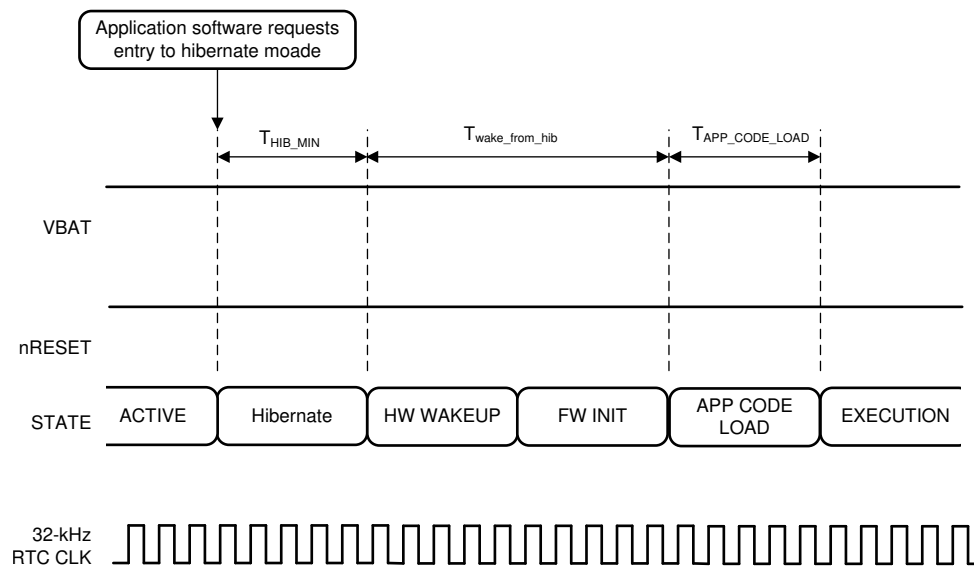 Application software requests
entry to hibernate moade
THIB_MIN
Twake_from_hib
TAPP_CODE_LOAD
VBAT
nRESET
STATE
ACTIVE
Hibernate
HW WAKEUP
FW INIT
APP CODE
LOAD
EXECUTION
32-kHz
RTC CLK